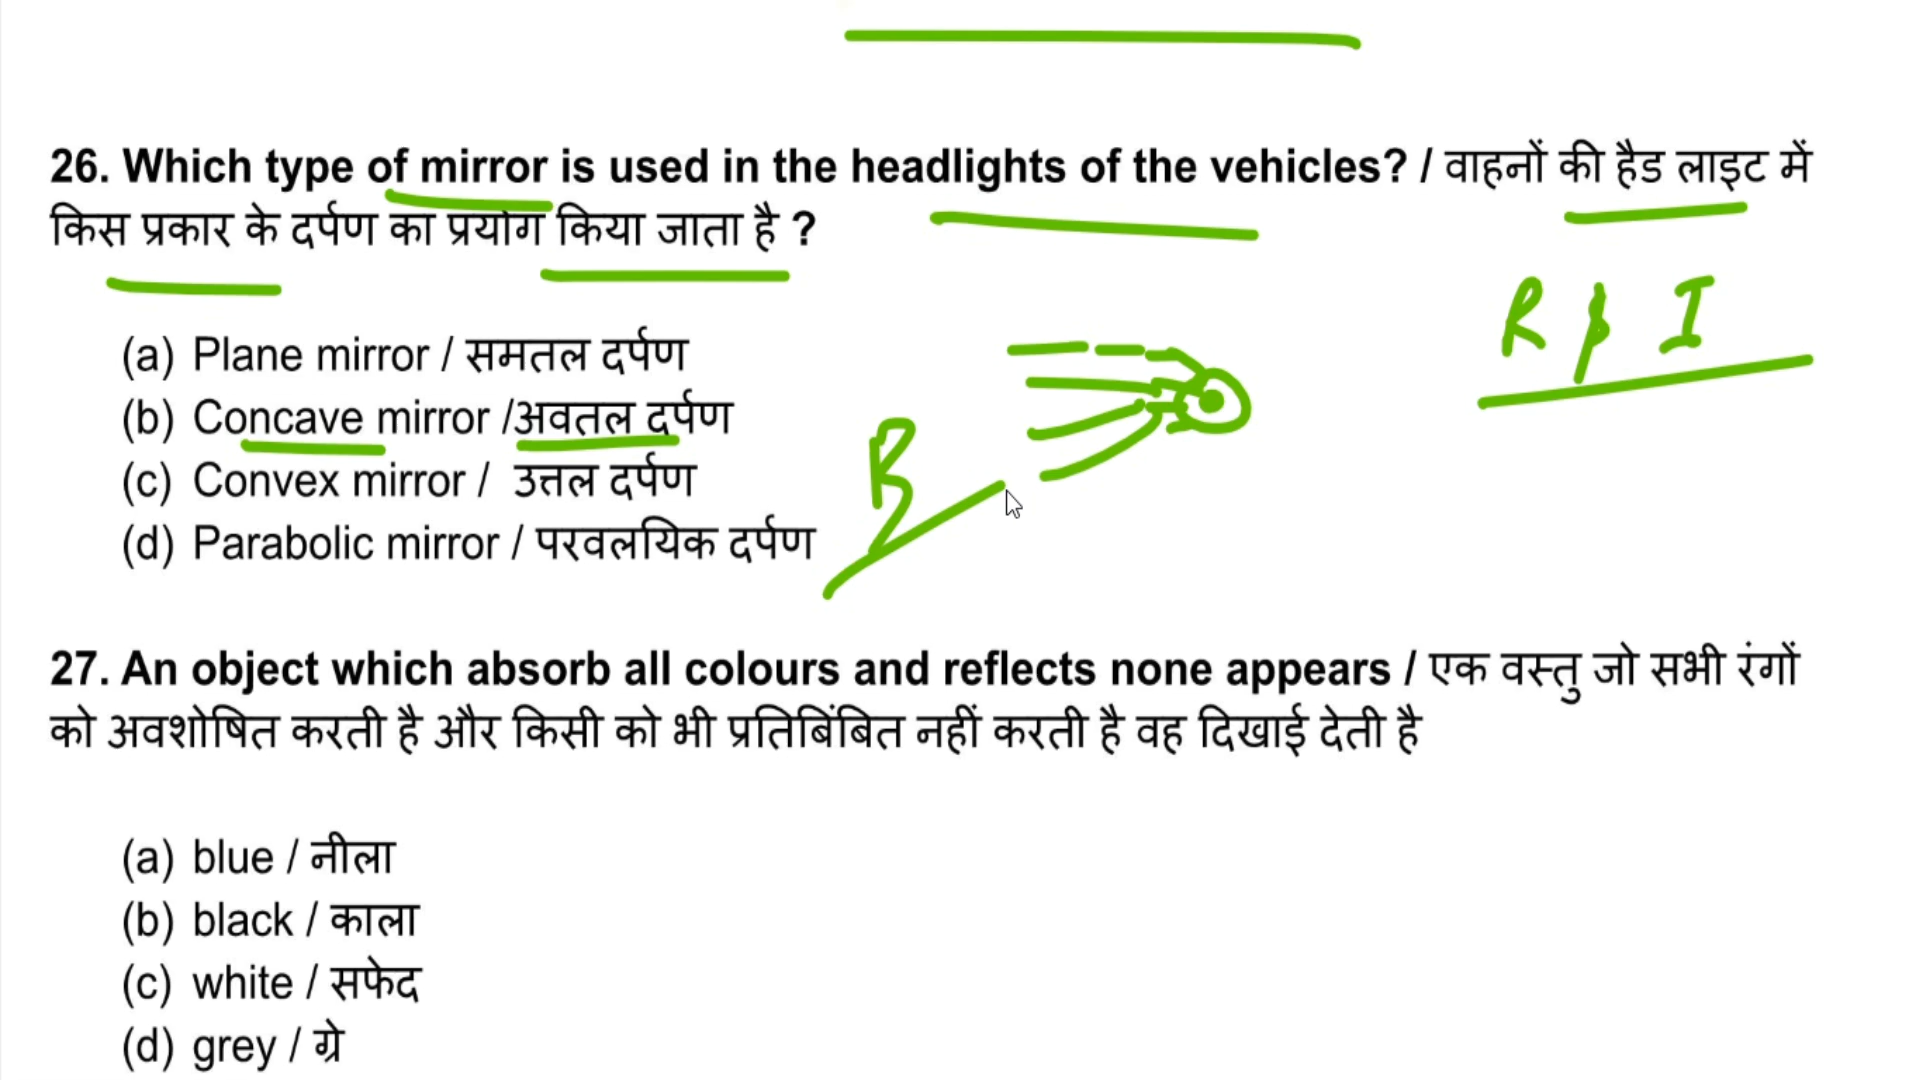 26. Which type of mirror is used in the headlights of the vehicles? / वाहनों की हैड लाइट में
किस प्रकार के दर्पण का प्रयोग किया जाता है ?
R & I
(a) Plane mirror / समतल दर्पण
(b) Concave mirror /अवतल दर्पण
B
(c) Convex mirror / उत्तल दर्पण
(d) Parabolic mirror / परवलयिक दर्पण
27. An object which absorb all colours and reflects none appears / एक वस्तु जो सभी रंगों
को अवशोषित करती है और किसी को भी प्रतिबिंबित नहीं करती है वह दिखाई देती है
(a) blue / नीला
(b) black / काला
(c) white / सफेद
(d) grey / ग्रे